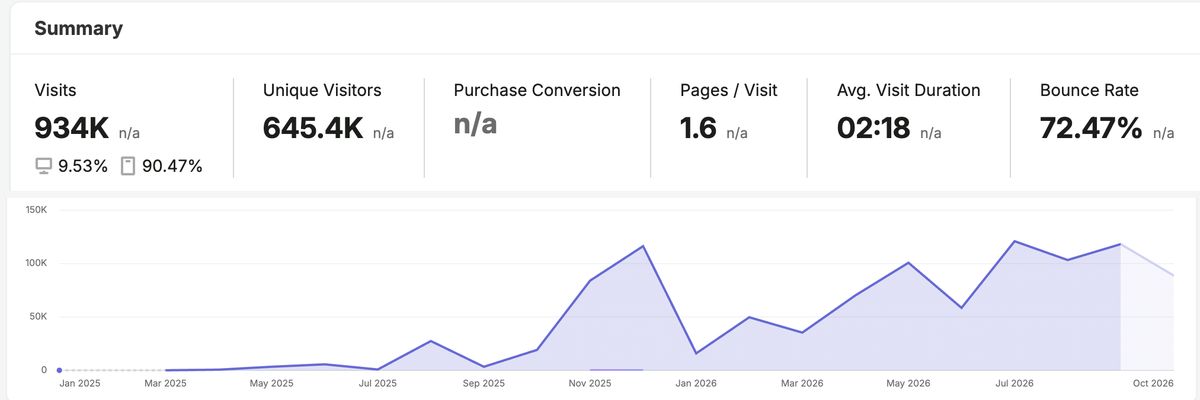 Summary
Visits
Unique Visitors
Purchase Conversion
Pages / Visit
Avg. Visit Duration
Bounce Rate
934K n/a
645.4K n/a
n/a
1.6 n/a
02:18 n/a
72.47% n/a
9.53% 90.47%
150K
100K
50K
0
Jan 2025 Mar 2025 May 2025 Jul 2025 Sep 2025 Nov 2025 Jan 2026 Mar 2026 May 2026 Jul 2026 Oct 2026